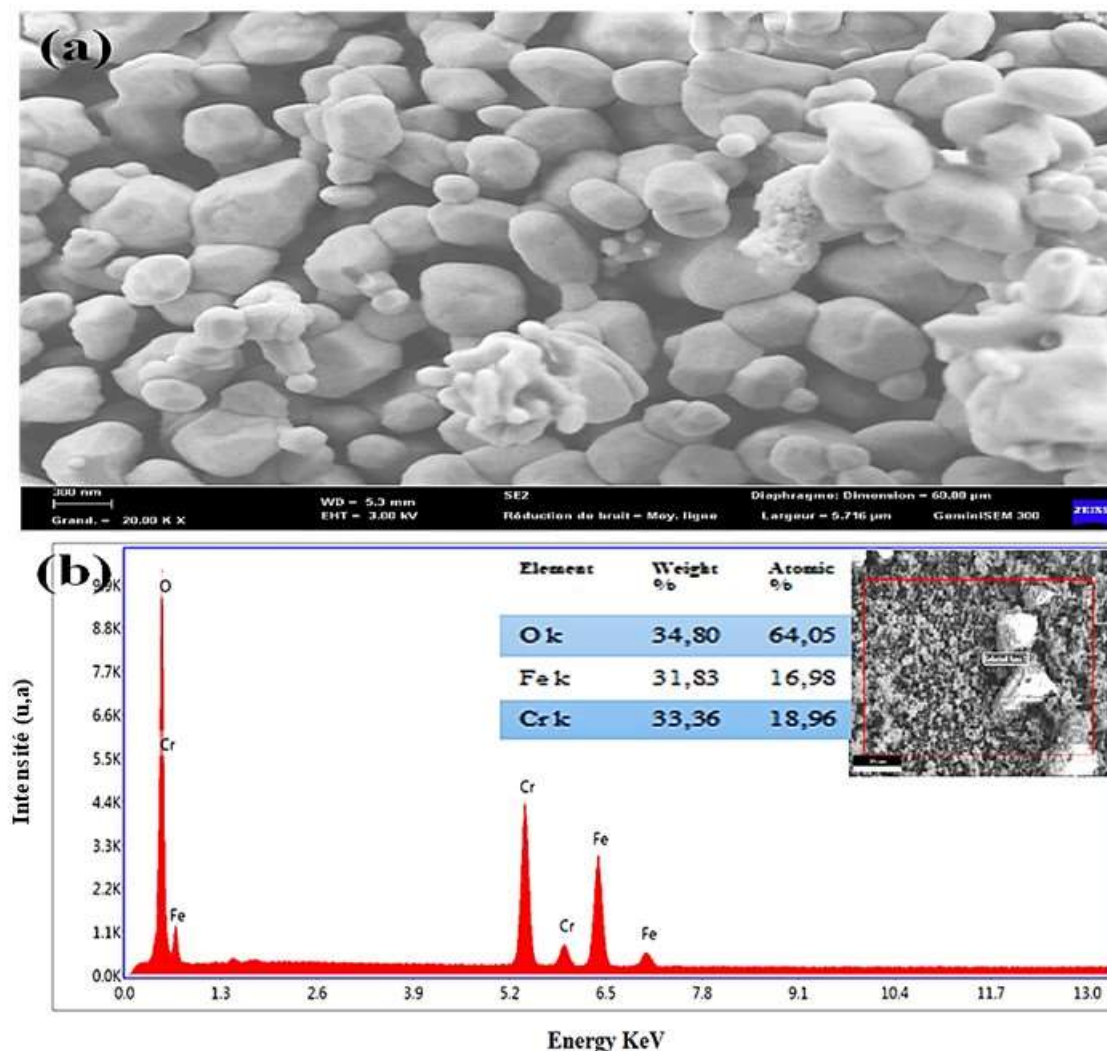 (a)
300 nm
Grand. = 20.00 K X
WD = 5.3 mm
EHT = 3.00 kV
SE2
Réduction de bruit = Moy. ligne
Diaphragme: Dimension = 60.00 µm
Largeur = 5.716 µm
GeminiSEM 300
ZEISS
(b)
Element Weight % Atomic %
O k 34,80 64,05
Fe k 31,83 16,98
Cr k 33,36 18,96
9.9K
8.8K
7.7K
6.6K
5.5K
4.4K
3.3K
2.2K
1.1K
0.0K
O
Cr
Fe
Cr
Cr
Fe
Fe
0.0 1.3 2.6 3.9 5.2 6.5 7.8 9.1 10.4 11.7 13.0
Intensité (u,a)
Energy KeV